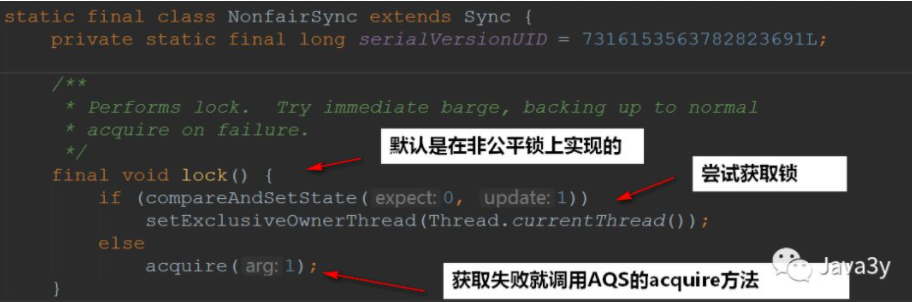 static final class NonfairSync extends Sync {
private static final long serialVersionUID = 7316153563782823691L;
/**
* Performs lock.  Try immediate barge, backing up to normal
* acquire on failure.
*/
默认是在非公平锁上实现的
final void lock() {
尝试获取锁
if (compareAndSetState( expect: 0, update: 1))
setExclusiveOwnerThread(Thread.currentThread());
else
acquire( arg: 1);
获取失败就调用AQS的acquire方法
Java3y
}